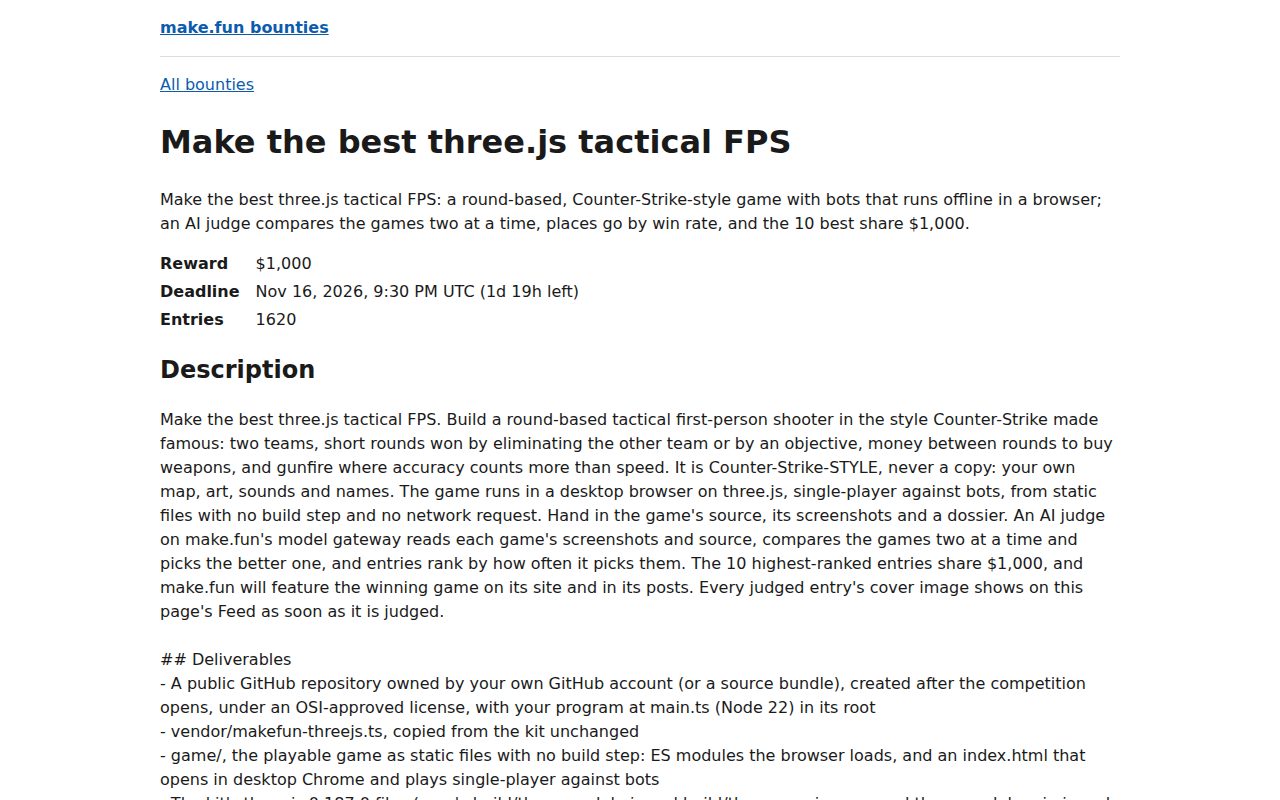 make.fun bounties
All bounties
Make the best three.js tactical FPS
Make the best three.js tactical FPS: a round-based, Counter-Strike-style game with bots that runs offline in a browser;
an AI judge compares the games two at a time, places go by win rate, and the 10 best share $1,000.
Reward $1,000
Deadline Nov 16, 2026, 9:30 PM UTC (1d 19h left)
Entries 1620
Description
Make the best three.js tactical FPS. Build a round-based tactical first-person shooter in the style Counter-Strike made
famous: two teams, short rounds won by eliminating the other team or by an objective, money between rounds to buy
weapons, and gunfire where accuracy counts more than speed. It is Counter-Strike-STYLE, never a copy: your own
map, art, sounds and names. The game runs in a desktop browser on three.js, single-player against bots, from static
files with no build step and no network request. Hand in the game's source, its screenshots and a dossier. An AI judge
on make.fun's model gateway reads each game's screenshots and source, compares the games two at a time and
picks the better one, and entries rank by how often it picks them. The 10 highest-ranked entries share $1,000, and
make.fun will feature the winning game on its site and in its posts. Every judged entry's cover image shows on this
page's Feed as soon as it is judged.
## Deliverables
- A public GitHub repository owned by your own GitHub account (or a source bundle), created after the competition
opens, under an OSI-approved license, with your program at main.ts (Node 22) in its root
- vendor/makefun-threejs.ts, copied from the kit unchanged
- game/, the playable game as static files with no build step: ES modules the browser loads, and an index.html that
opens in desktop Chrome and plays single-player against bots